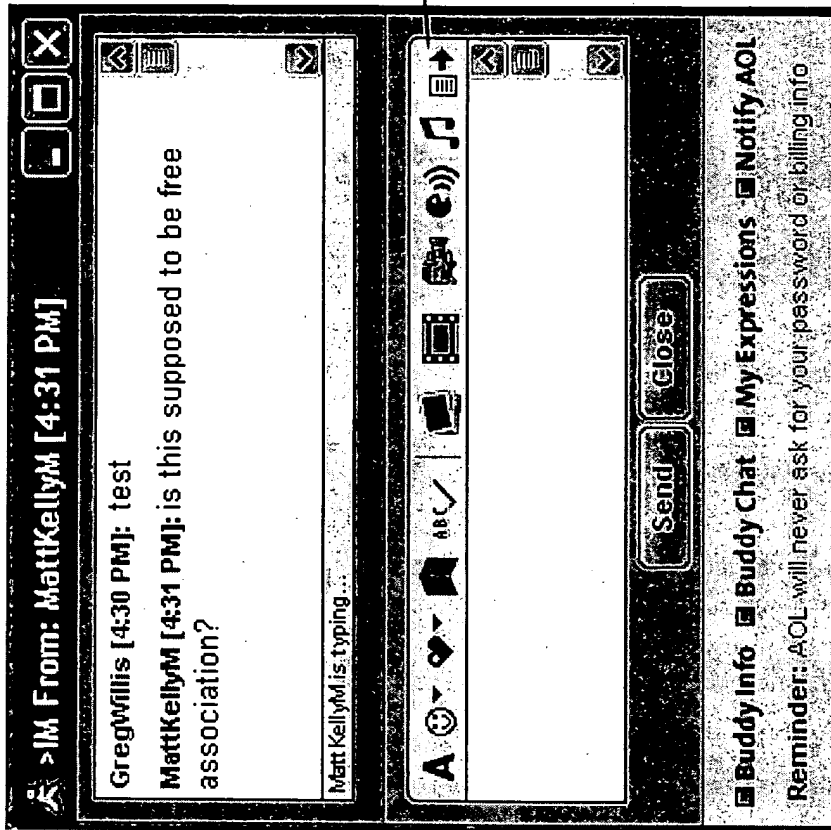 >IM From: MattKellyM [4:31 PM]
GregWillis [4:30 PM]: test
MattKellyM [4:31 PM]: is this supposed to be free
association?
MattKellyM is typing...
A ABC
Send Close
Buddy Info Buddy Chat My Expressions Notify AOL
Reminder: AOL will never ask for your password or billing info